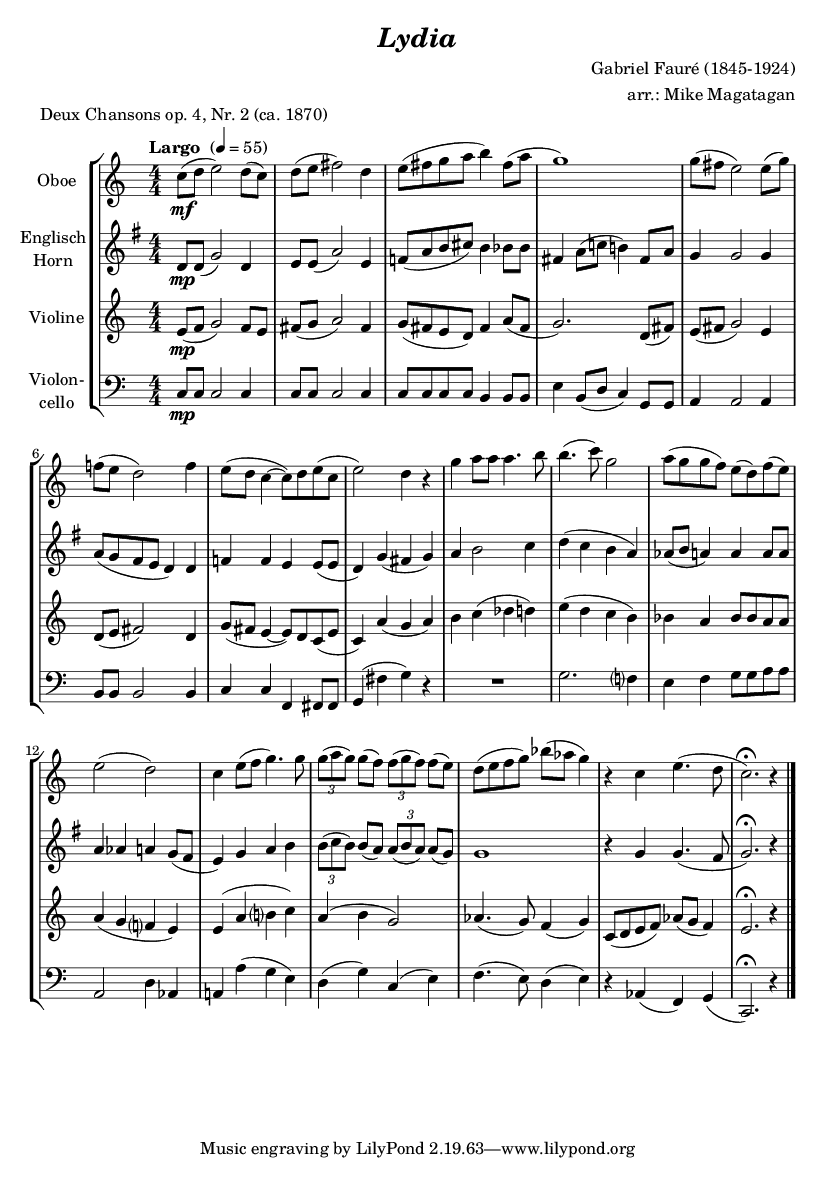 Lydia
Gabriel Fauré (1845-1924)
arr.: Mike Magatagan
Deux Chansons op. 4, Nr. 2 (ca. 1870)
Largo (♩ = 55)
Oboe
mf
Englisch
Horn
mp
Violine
mp
Violon-
cello
mp
6
12
3 3
3 3
Music engraving by LilyPond 2.19.63—www.lilypond.org